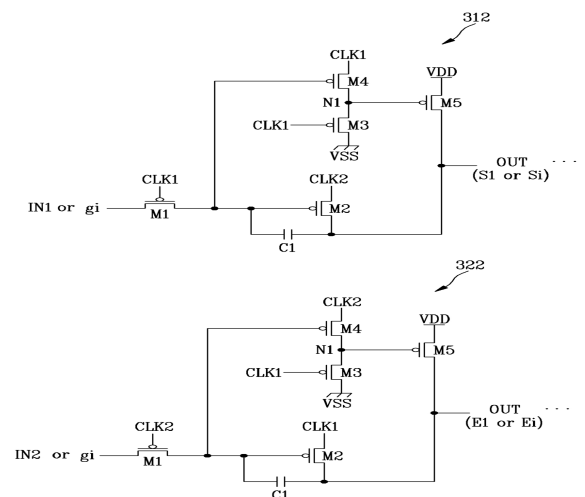 312
CLK1
VDD
M4
N1
M5
CLK1
M3
VSS
OUT
(S1 or Si)
...
CLK1
CLK2
IN1 or gi
M1
M2
C1
322
CLK2
VDD
M4
N1
M5
CLK1
M3
VSS
OUT
(E1 or Ei)
...
CLK2
CLK1
IN2 or gi
M1
M2
C1